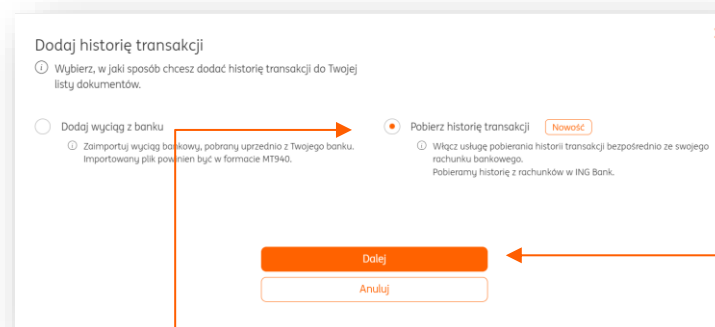 Dodaj historię transakcji
Wybierz, w jaki sposób chcesz dodać historię transakcji do Twojej
listy dokumentów.
Dodaj wyciąg z banku
Zaimportuj wyciąg bankowy, pobrany uprzednio z Twojego banku.
Importowany plik powinien być w formacie MT940.
Pobierz historię transakcji Nowość
Włącz usługę pobierania historii transakcji bezpośrednio ze swojego
rachunku bankowego.
Pobieramy historię z rachunków w ING Bank.
Dalej
Anuluj